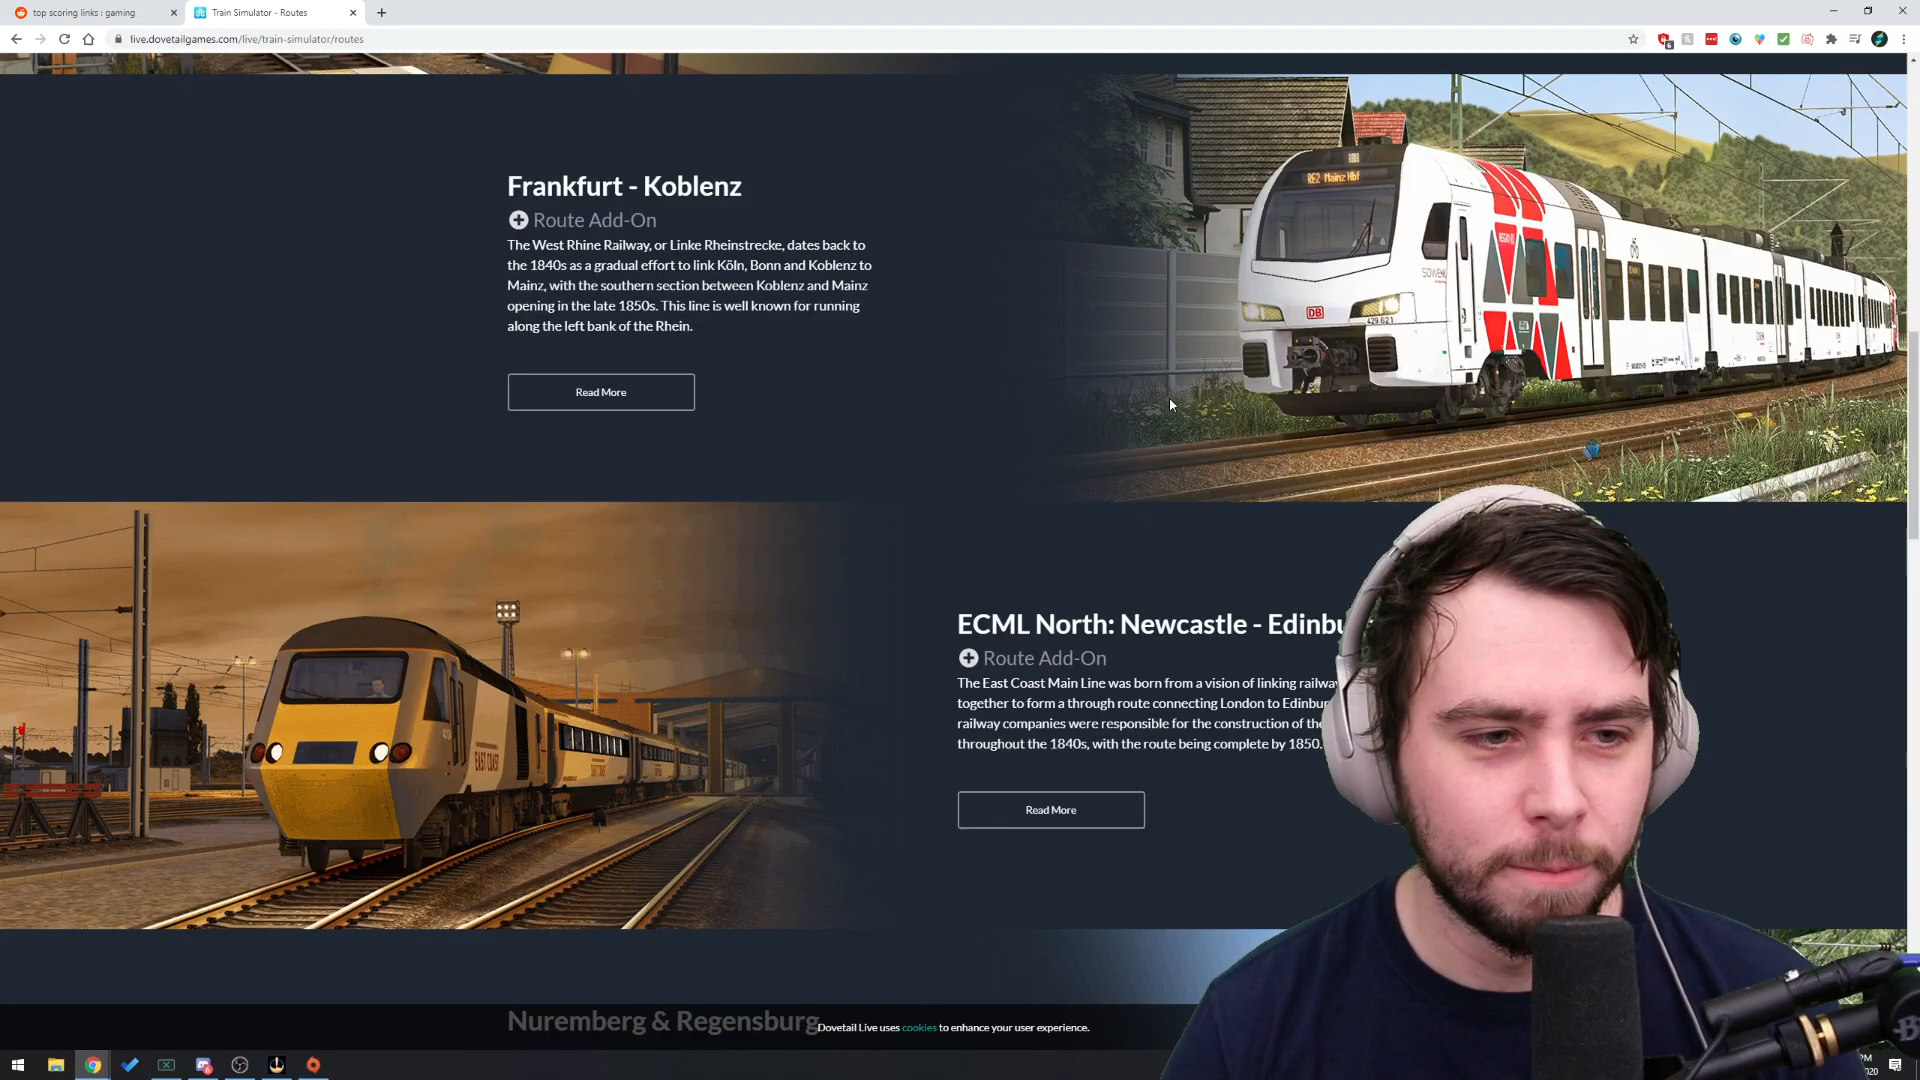 top scoring links : gaming
Train Simulator - Routes
live.dovetailgames.com/live/train-simulator/routes
6
Frankfurt - Koblenz
Route Add-On
The West Rhine Railway, or Linke Rheinstrecke, dates back to
the 1840s as a gradual effort to link Köln, Bonn and Koblenz to
Mainz, with the southern section between Koblenz and Mainz
opening in the late 1850s. This line is well known for running
along the left bank of the Rhein.
Read More
RE2 Mainz Hbf
DB
429 621
EAST COAST
ECML North: Newcastle - Edinbu
Route Add-On
The East Coast Main Line was born from a vision of linking railwa
together to form a through route connecting London to Edinbur
railway companies were responsible for the construction of the
throughout the 1840s, with the route being complete by 1850.
Read More
Nuremberg & Regensburg
Dovetail Live uses cookies to enhance your user experience.
PM
2020